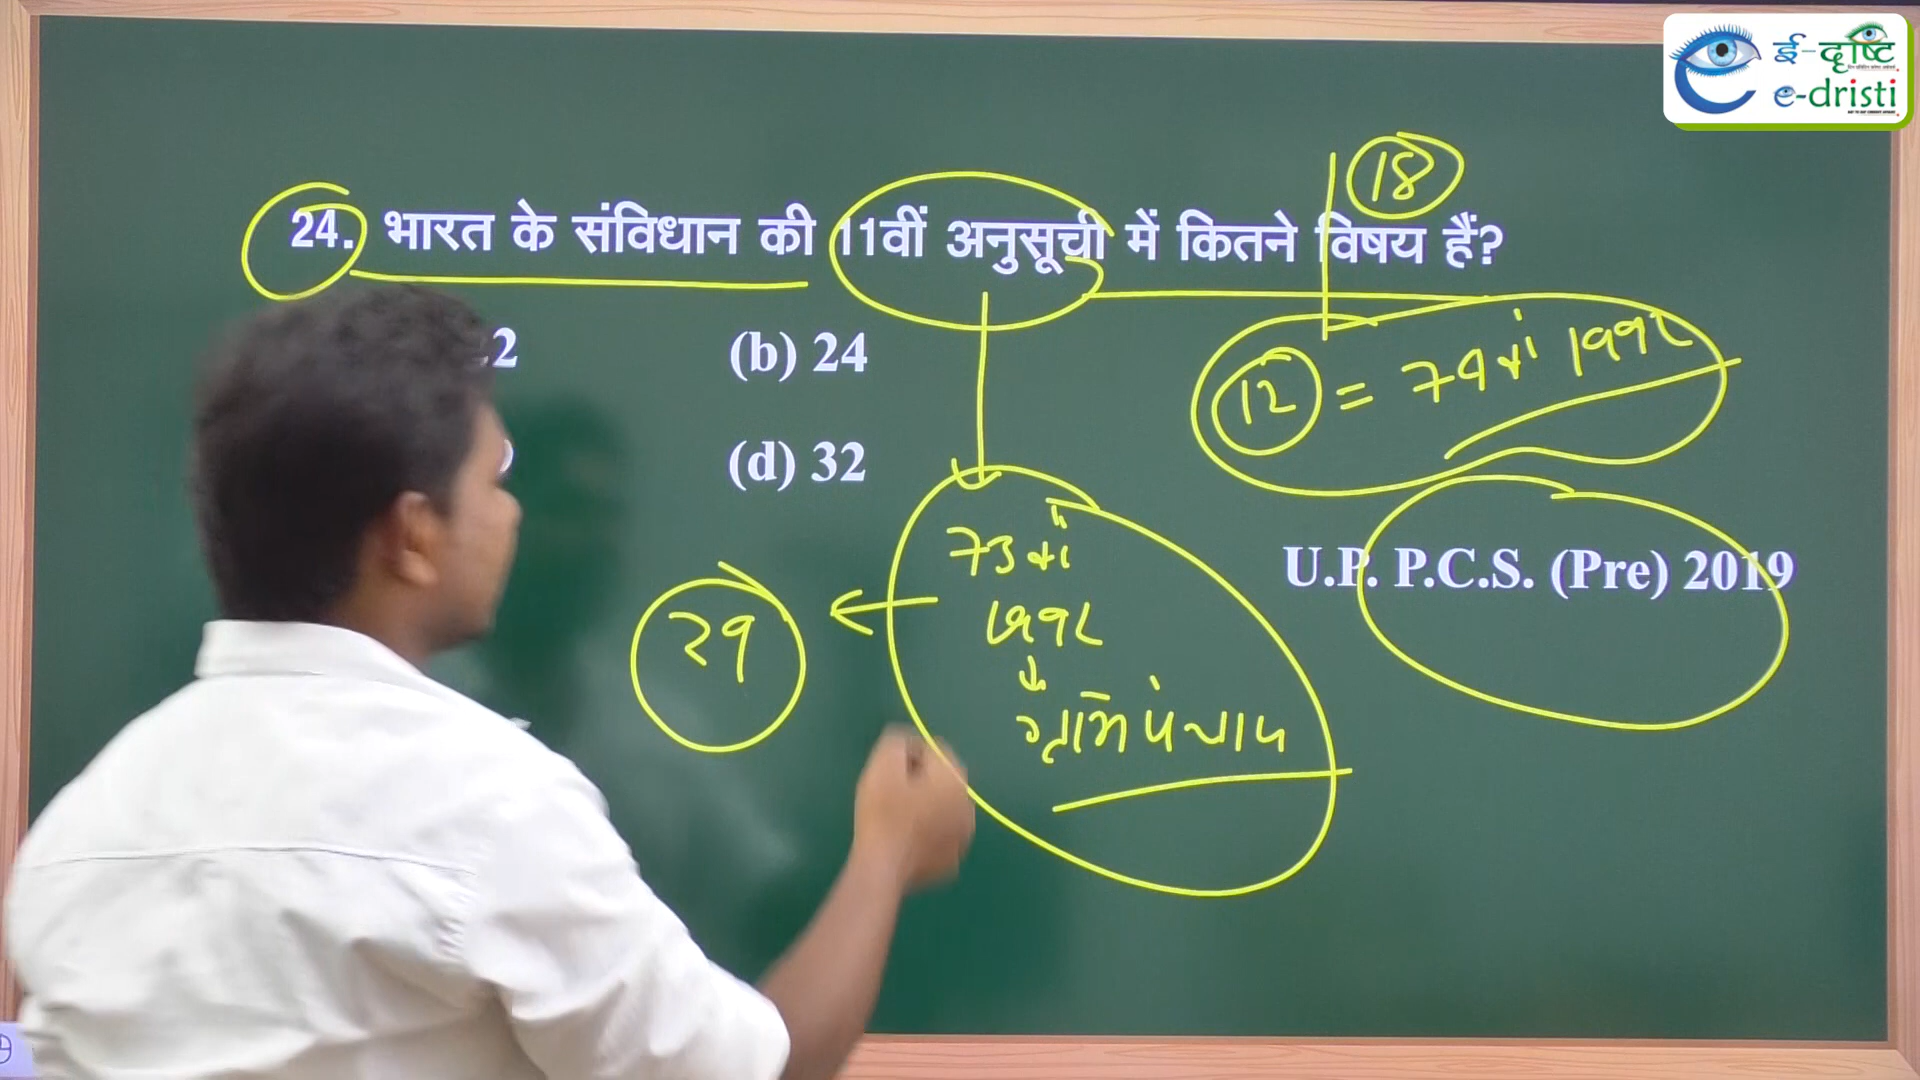 ई-दृष्टि
e-dristi
18
24. भारत के संविधान की 11वीं अनुसूची में कितने विषय हैं?
2
(b) 24
12 = 74वां 1992
(d) 32
73वां
1992
U.P. P.C.S. (Pre) 2019
29
ग्राम पंचाय